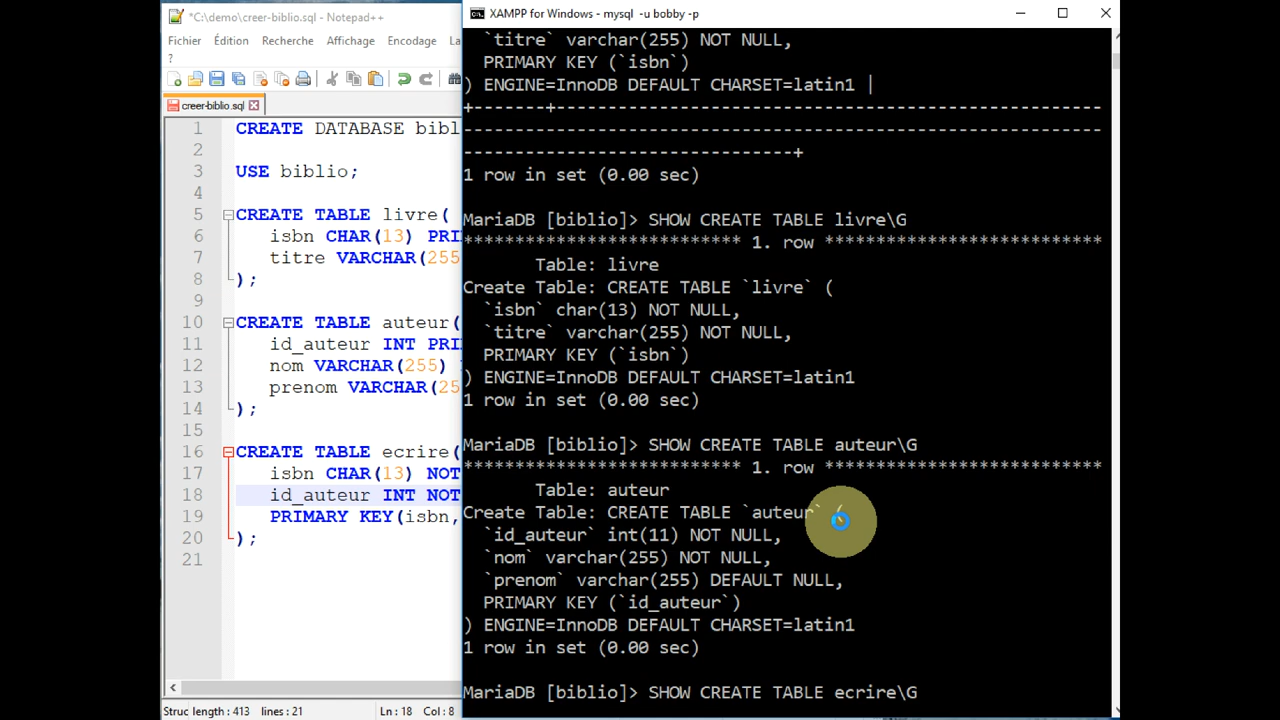 *C:\demo\creer-biblio.sql - Notepad++
Fichier Édition Recherche Affichage Encodage
?
creer-biblio.sql
1 CREATE DATABASE
2
3 USE biblio;
4
5 CREATE TABLE livre(
6 isbn CHAR(13)
7 titre VARCHAR(255
8 );
9
10 CREATE TABLE auteur(
11 id_auteur INT
12 nom VARCHAR(255)
13 prenom VARCHAR(
14 );
15
16 CREATE TABLE ecrire(
17 isbn CHAR(13) NOT
18 id_auteur INT NOT
19 PRIMARY KEY(isbn,
20 );
21
Struc length : 413 lines : 21 Ln : 18 Col : 8
XAMPP for Windows - mysql -u bobby -p
`titre` varchar(255) NOT NULL,
PRIMARY KEY (`isbn`)
) ENGINE=InnoDB DEFAULT CHARSET=latin1 |
+-------+-----------------------------------------------------
--------------------------------------------------------------
--------------------------------+
1 row in set (0.00 sec)
MariaDB [biblio]> SHOW CREATE TABLE livre\G
*************************** 1. row ***************************
Table: livre
Create Table: CREATE TABLE `livre` (
`isbn` char(13) NOT NULL,
`titre` varchar(255) NOT NULL,
PRIMARY KEY (`isbn`)
) ENGINE=InnoDB DEFAULT CHARSET=latin1
1 row in set (0.00 sec)
MariaDB [biblio]> SHOW CREATE TABLE auteur\G
*************************** 1. row ***************************
Table: auteur
Create Table: CREATE TABLE `auteur` (
`id_auteur` int(11) NOT NULL,
`nom` varchar(255) NOT NULL,
`prenom` varchar(255) DEFAULT NULL,
PRIMARY KEY (`id_auteur`)
) ENGINE=InnoDB DEFAULT CHARSET=latin1
1 row in set (0.00 sec)
MariaDB [biblio]> SHOW CREATE TABLE ecrire\G